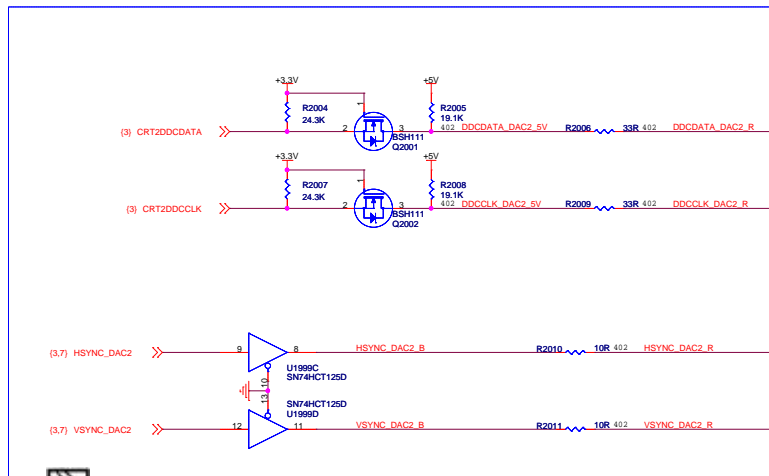 +3.3V
+5V
R2004
24.3K
R2005
19.1K
1
(3) CRT2DDCDATA
2
3
402
DDCDATA_DAC2_5V
R2006
33R
402
DDCDATA_DAC2_R
BSH111
Q2001
+3.3V
+5V
R2007
24.3K
R2008
19.1K
1
(3) CRT2DDCCLK
2
3
402
DDCCLK_DAC2_5V
R2009
33R
402
DDCCLK_DAC2_R
BSH111
Q2002
(3,7) HSYNC_DAC2
9
8
HSYNC_DAC2_B
R2010
10R
402
HSYNC_DAC2_R
U1999C
SN74HCT125D
10
13
SN74HCT125D
U1999D
(3,7) VSYNC_DAC2
12
11
VSYNC_DAC2_B
R2011
10R
402
VSYNC_DAC2_R